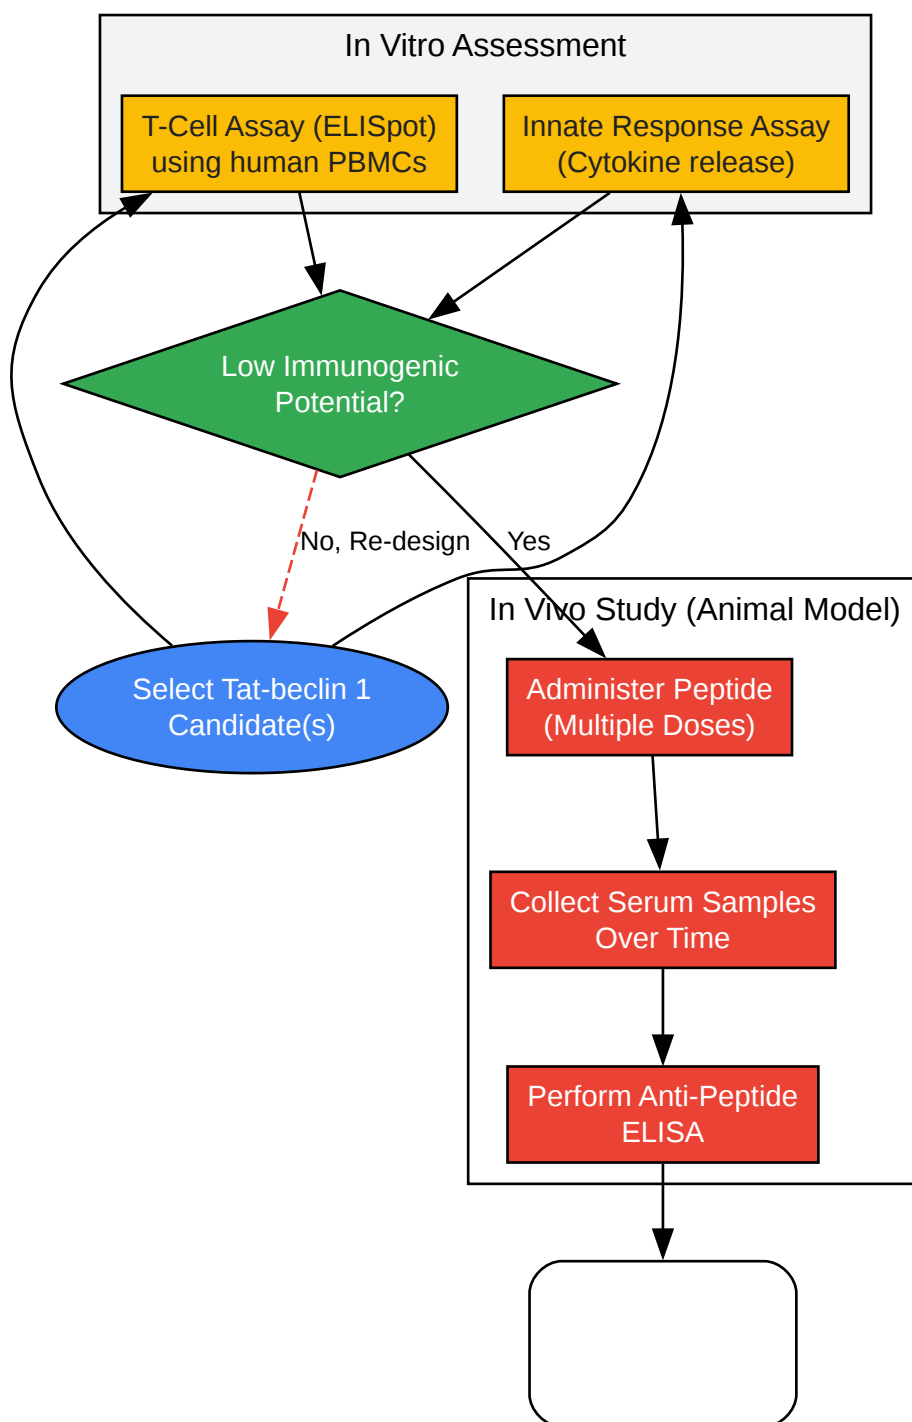 In Vitro Assessment
T-Cell Assay (ELISpot)
using human PBMCs
Innate Response Assay
(Cytokine release)
Low Immunogenic
Potential?
No, Re-design
Yes
In Vivo Study (Animal Model)
Select Tat-beclin 1
Candidate(s)
Administer Peptide
(Multiple Doses)
Collect Serum Samples
Over Time
Perform Anti-Peptide
ELISA